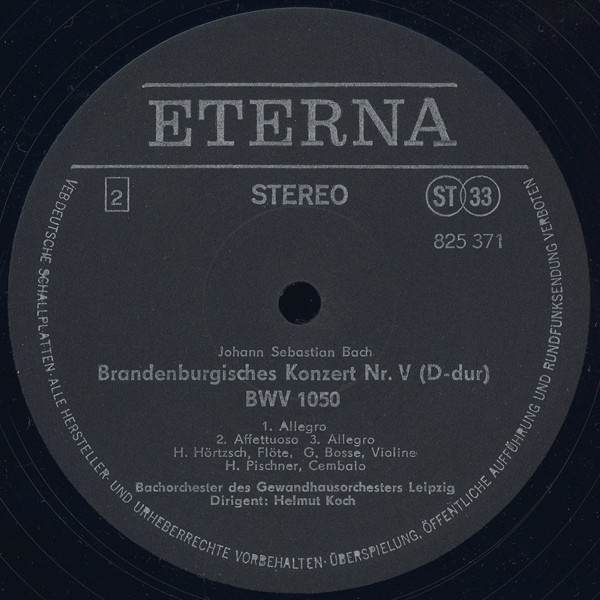 ETERNA
2
STEREO
ST 33
825 371
Johann Sebastian Bach
Brandenburgisches Konzert Nr. V (D-dur)
BWV 1050
1. Allegro
2. Affettuoso 3. Allegro
H. Hörtzsch, Flöte, G. Bosse, Violine
H. Pischner, Cembalo
Bachorchester des Gewandhausorchesters Leipzig
Dirigent: Helmut Koch
VEB DEUTSCHE SCHALLPLATTEN · ALLE HERSTELLER- UND URHEBERRECHTE VORBEHALTEN · ÜBERSPIELUNG, ÖFFENTLICHE AUFFÜHRUNG UND RUNDFUNKSENDUNG VERBOTEN